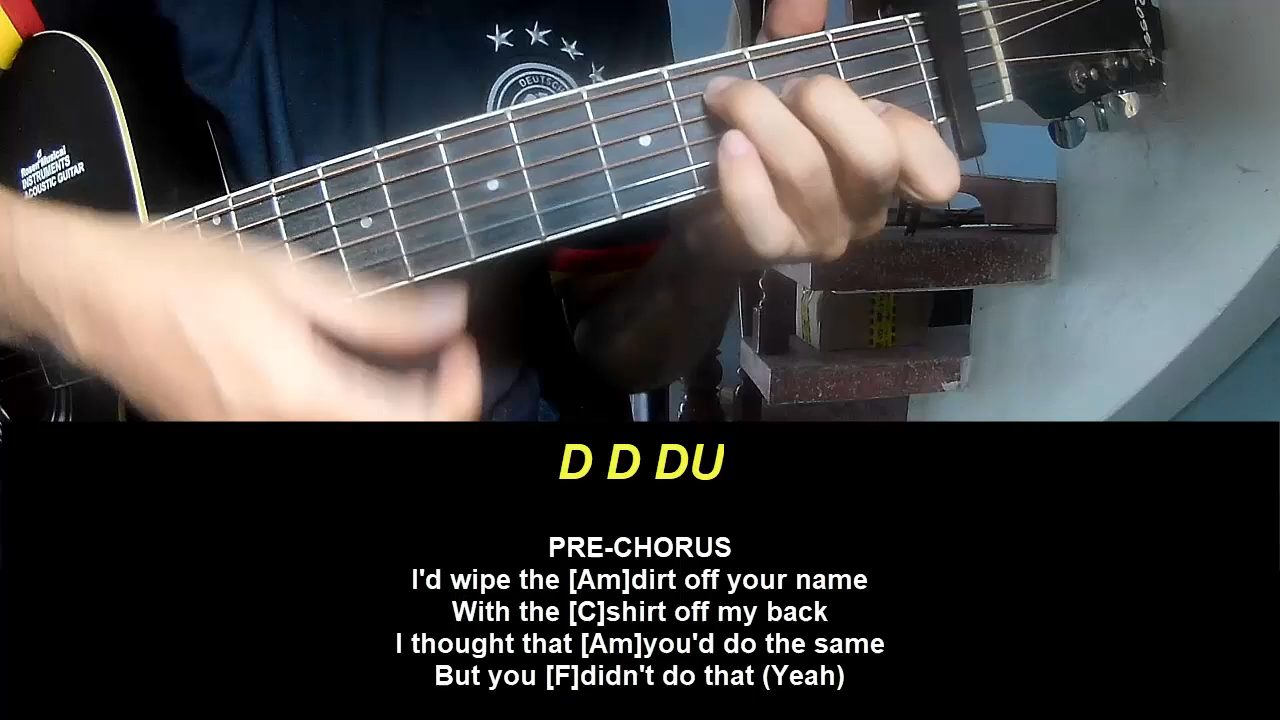 DEUTSCH
INSTRUMENTS
ACOUSTIC GUITAR
D D DU
PRE-CHORUS
I'd wipe the [Am]dirt off your name
With the [C]shirt off my back
I thought that [Am]you'd do the same
But you [F]didn't do that (Yeah)